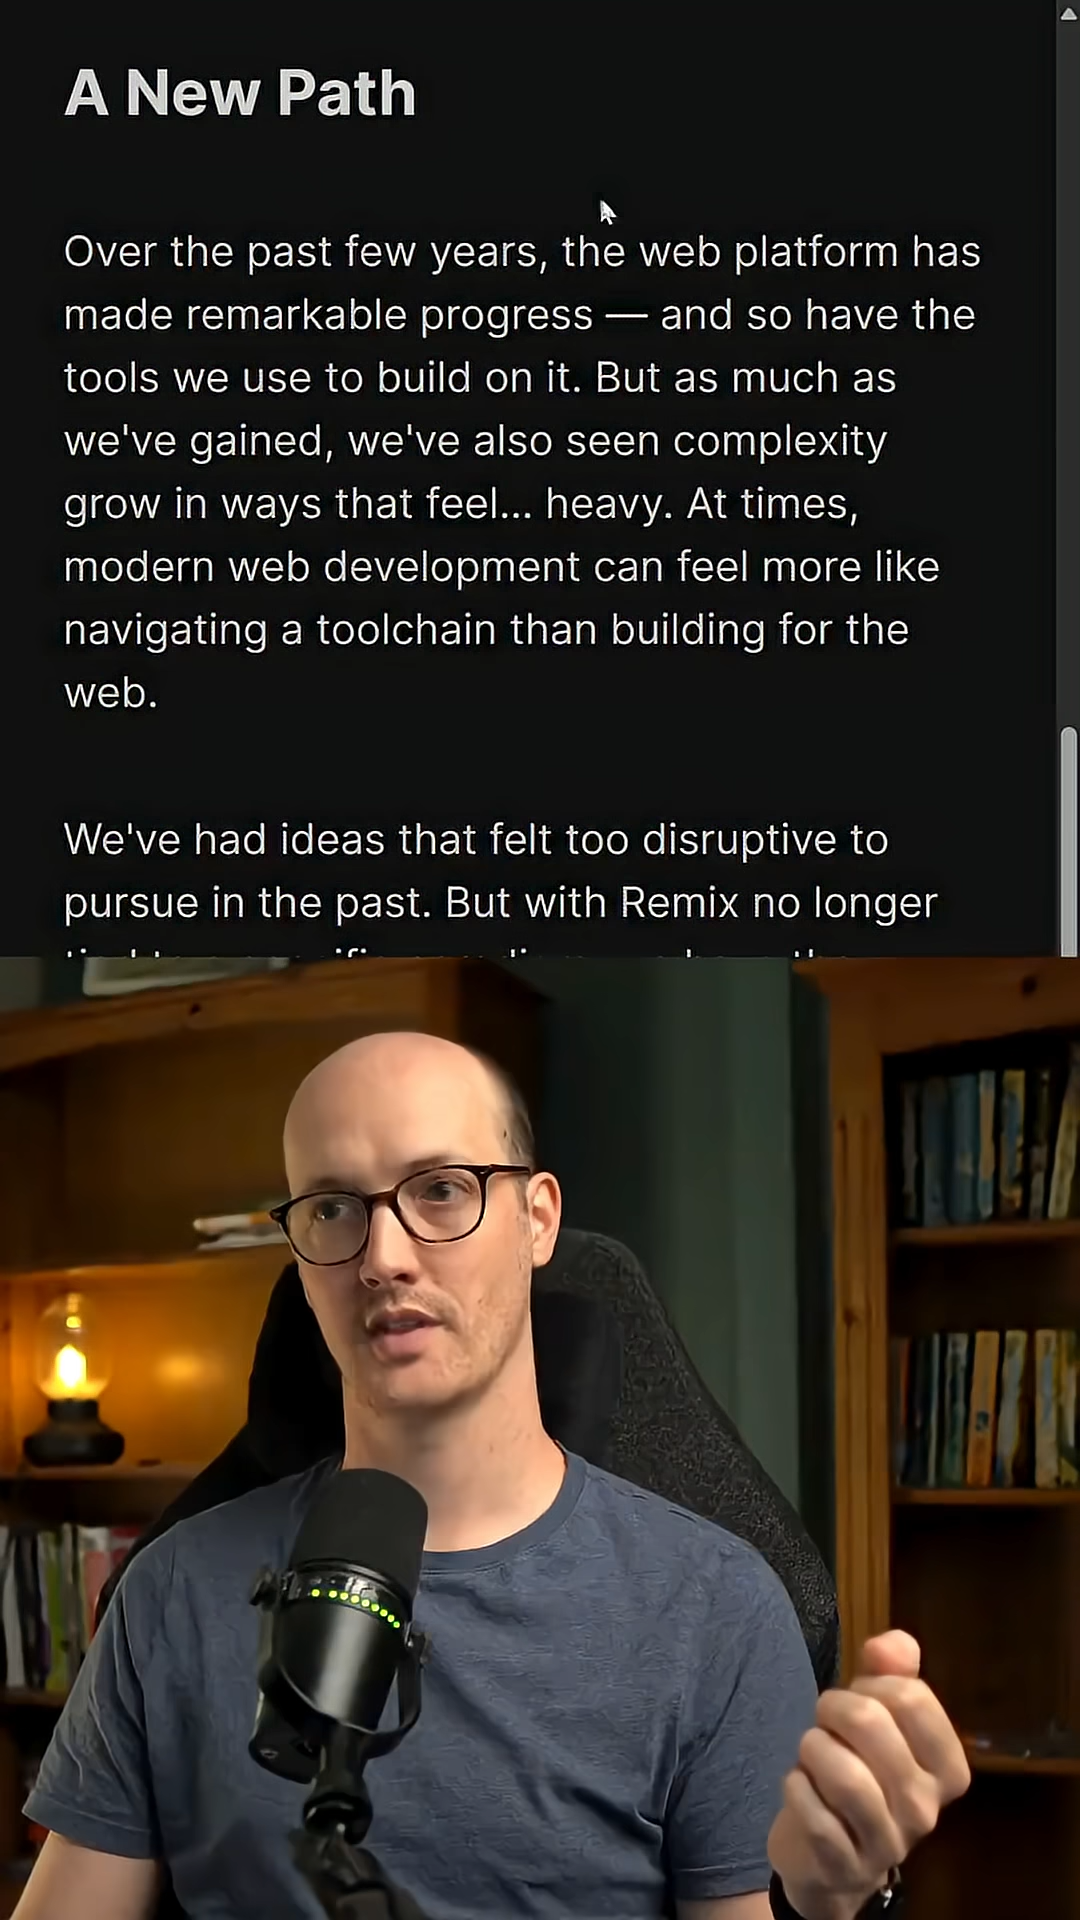 A New Path
Over the past few years, the web platform has
made remarkable progress — and so have the
tools we use to build on it. But as much as
we've gained, we've also seen complexity
grow in ways that feel... heavy. At times,
modern web development can feel more like
navigating a toolchain than building for the
web.
We've had ideas that felt too disruptive to
pursue in the past. But with Remix no longer